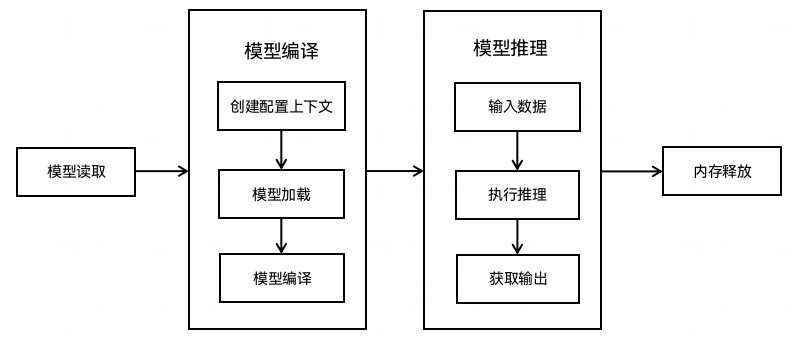 模型读取
模型编译
创建配置上下文
模型加载
模型编译
模型推理
输入数据
执行推理
获取输出
内存释放